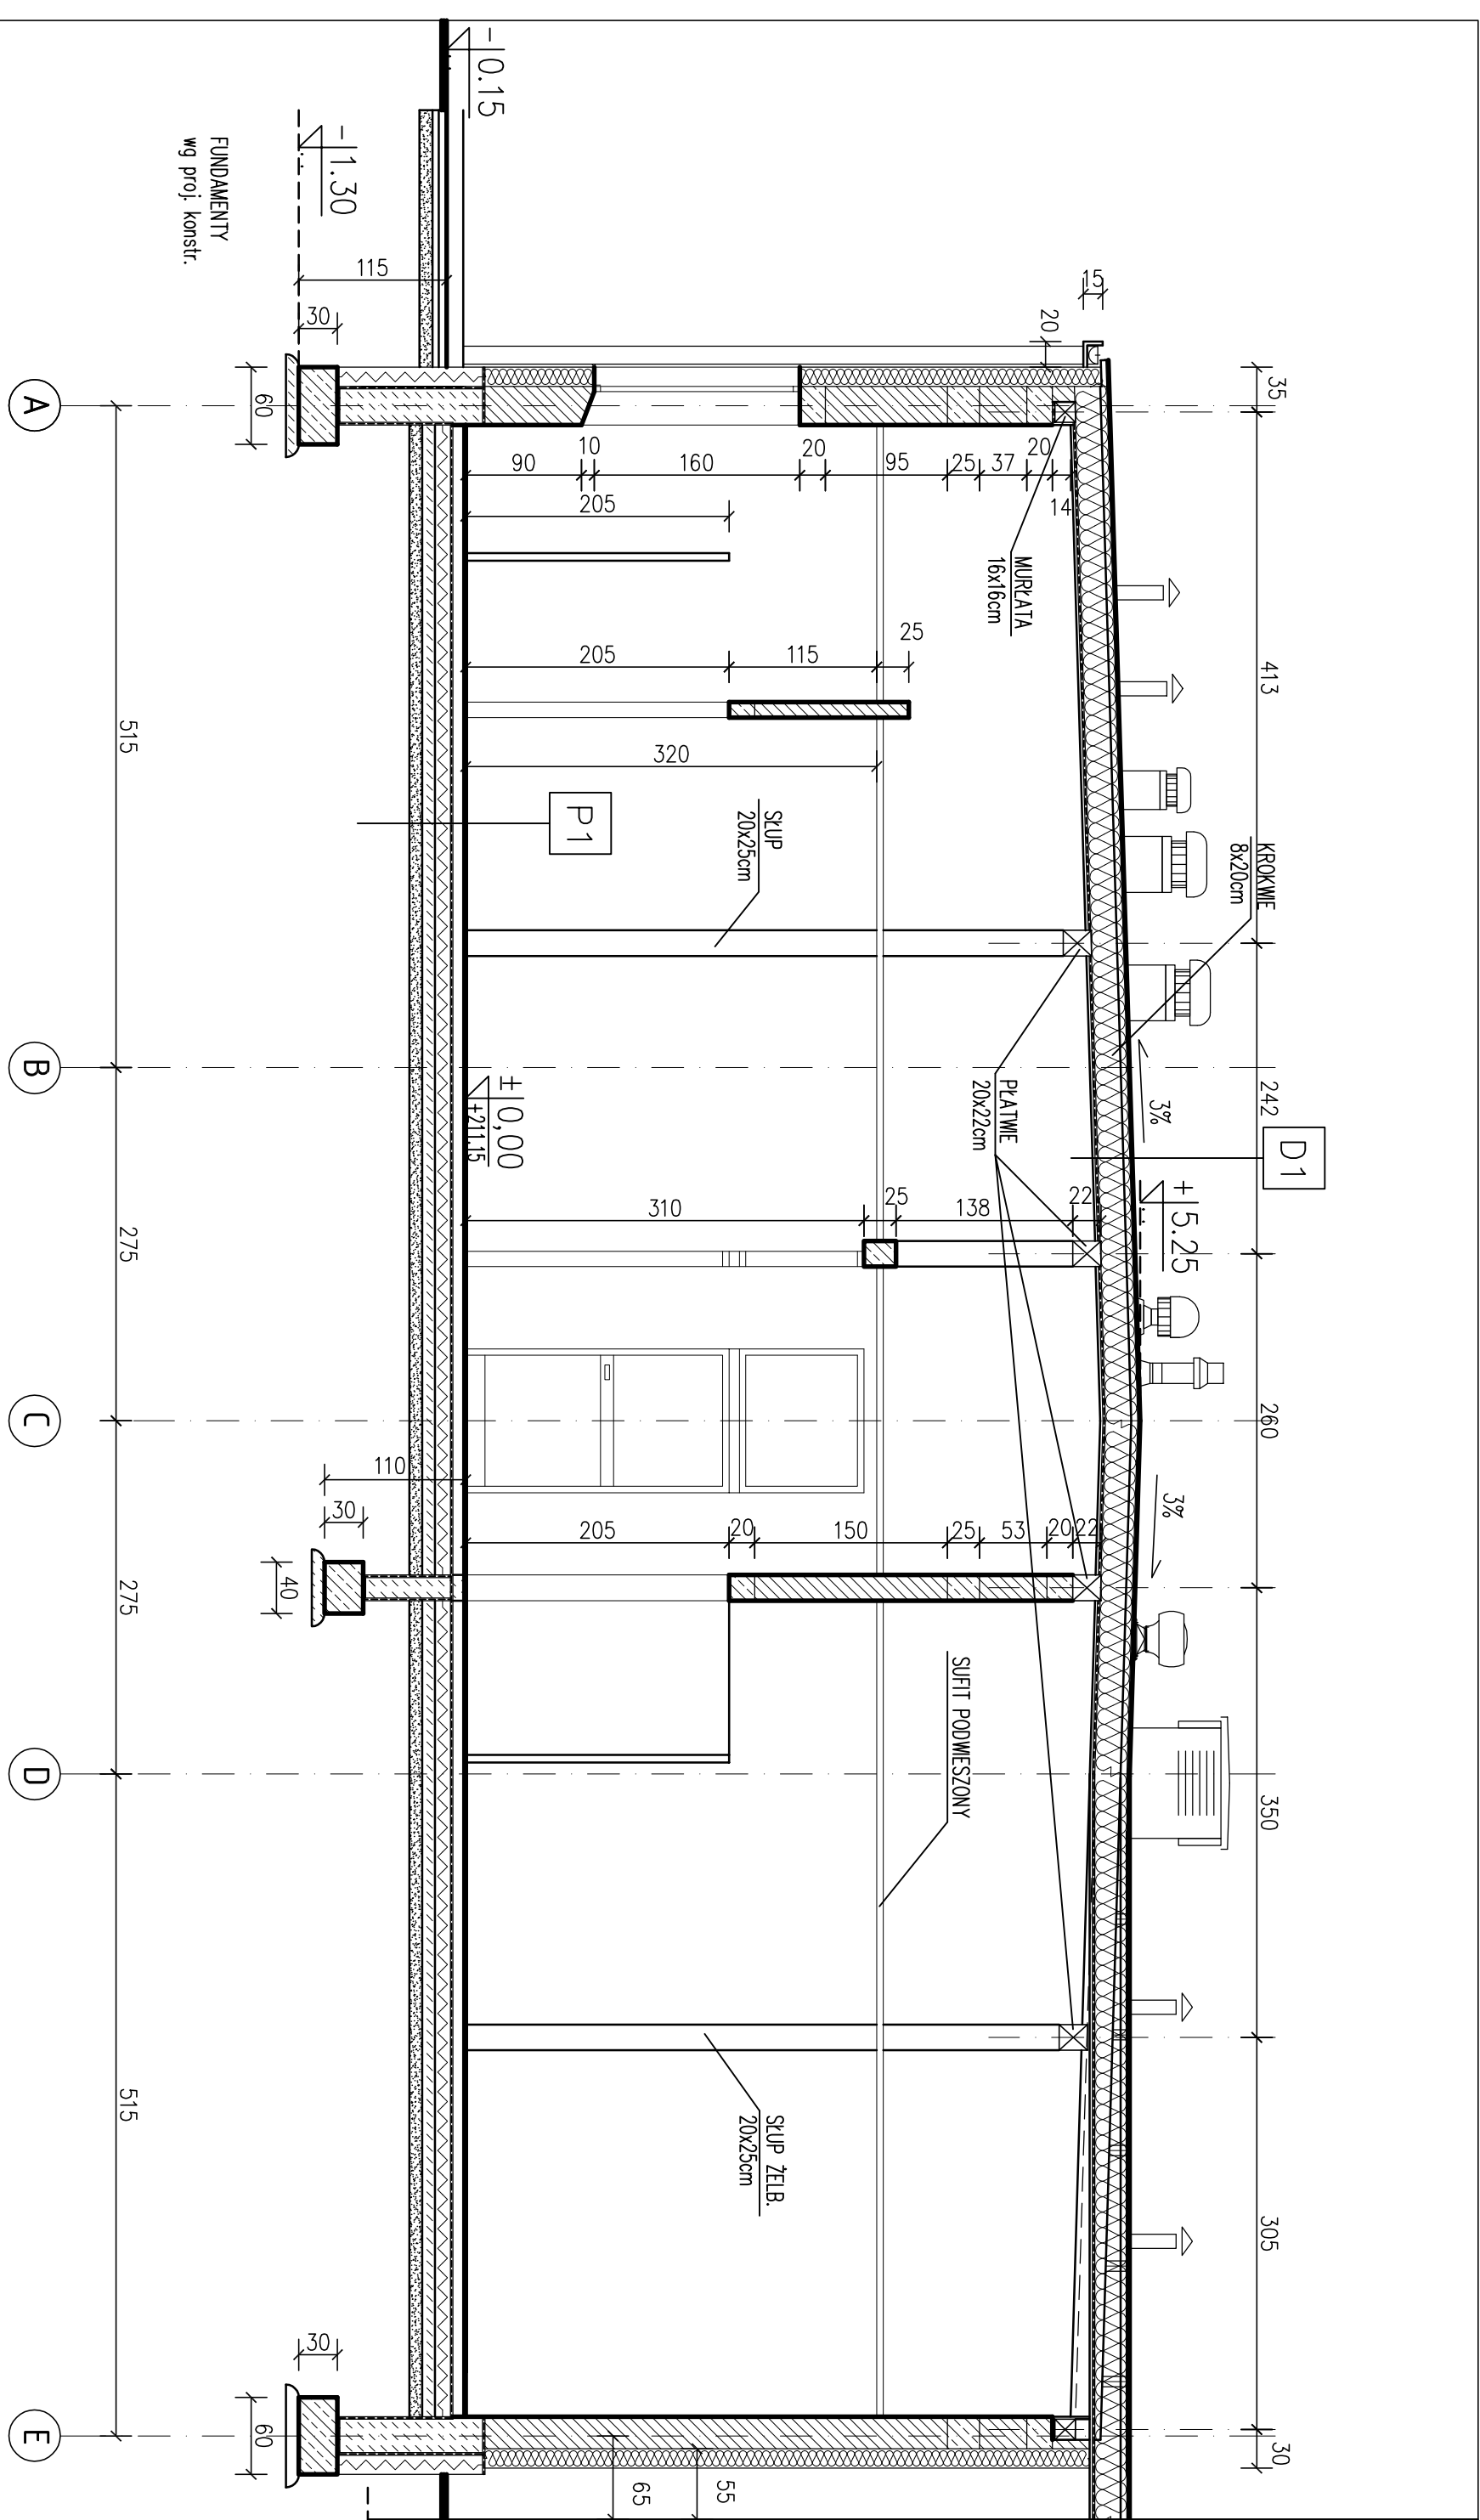 35
413
242
260
350
305
30
15
20
KROKWIE
8x20cm
3%
D1
+5.25
3%
14
20
37
25
95
20
160
10
90
205
MURŁATA
16x16cm
25
115
205
320
SŁUP
20x25cm
P1
PŁATWIE
20x22cm
±0,00
+211.15
22
138
25
310
22
20
53
25
150
20
205
110
30
40
SUFIT PODWIESZONY
SŁUP ŻELB.
20x25cm
55
65
-0.15
-1.30
115
30
60
30
60
FUNDAMENTY
wg proj. konstr.
515
275
275
515
A
B
C
D
E